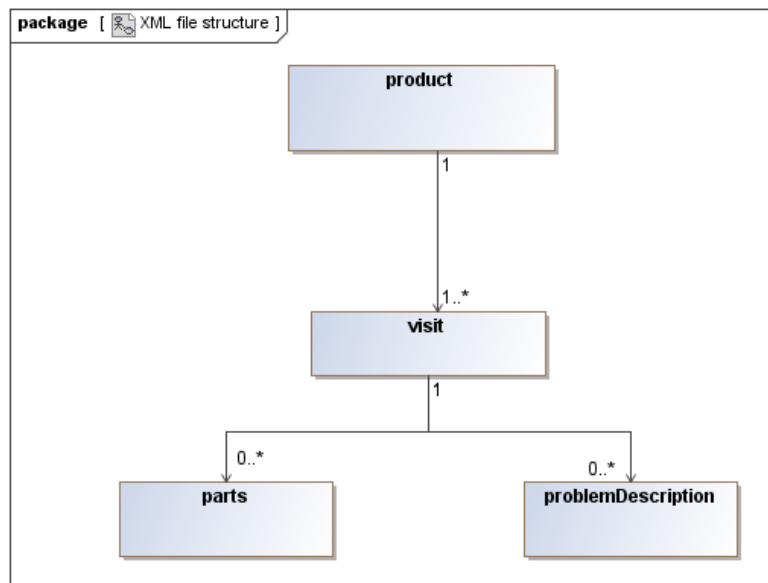 package [ XML file structure ]
product
1
1..*
visit
1
0..*
0..*
parts
problemDescription